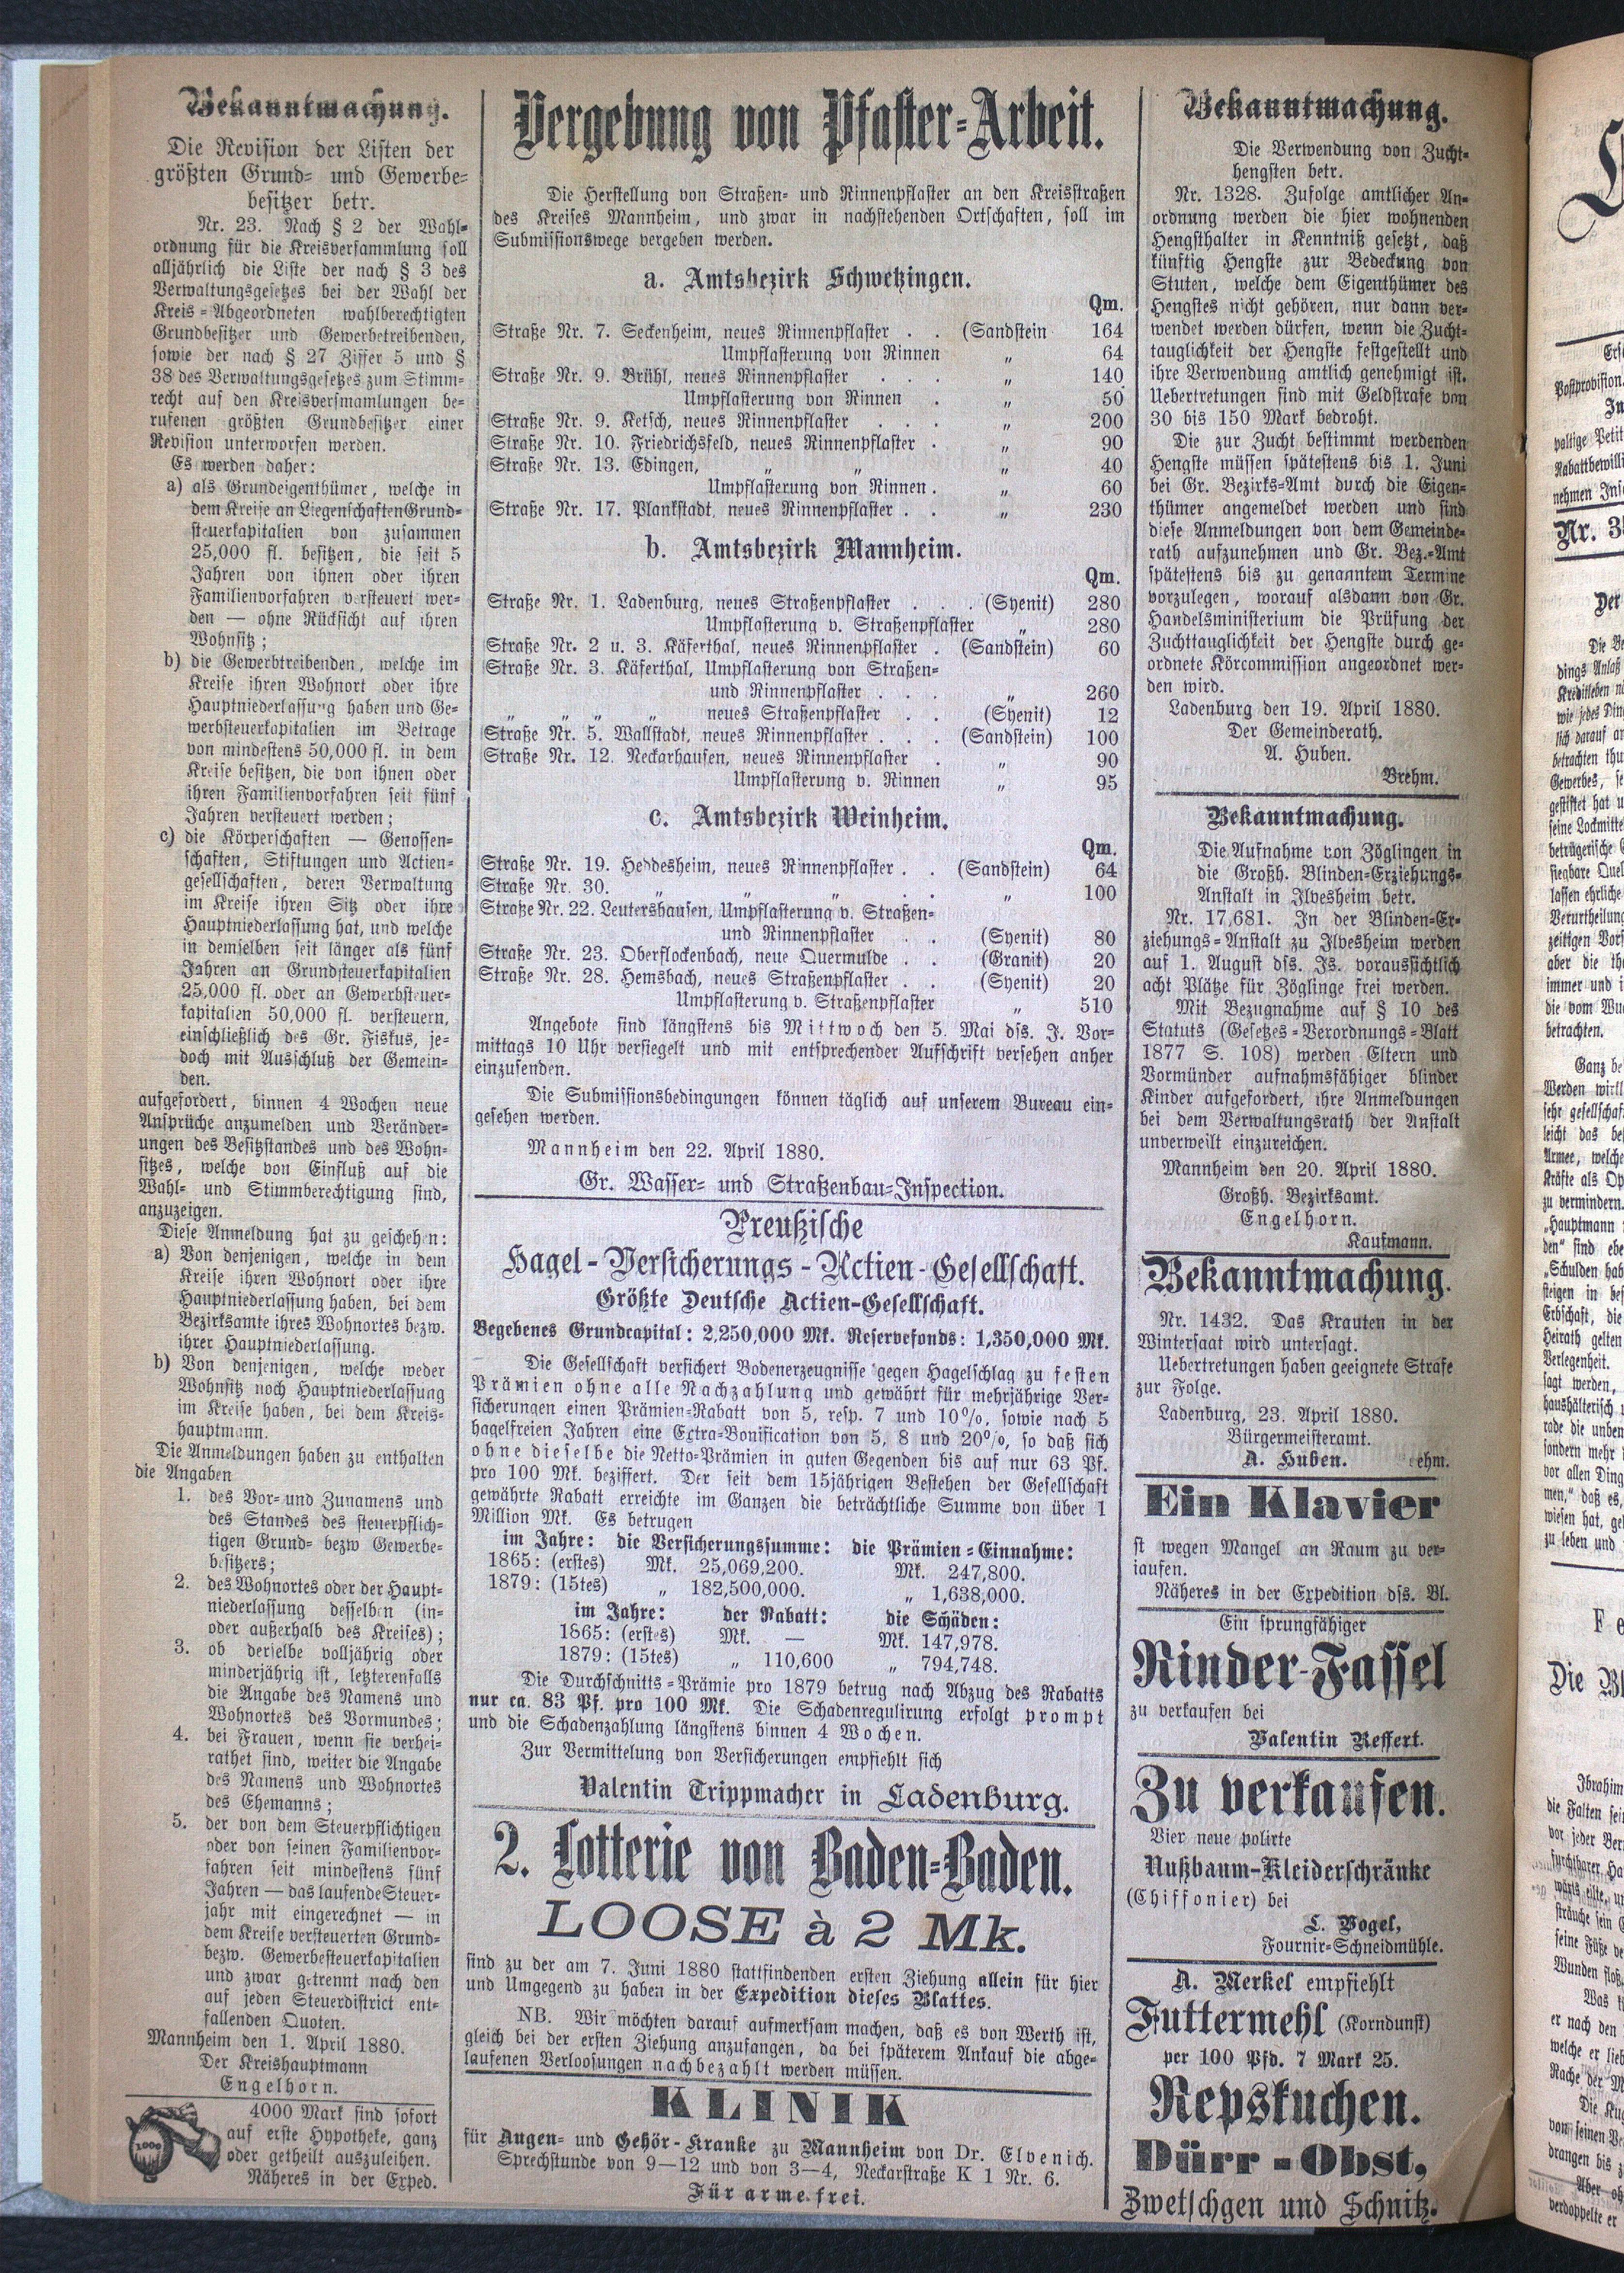 Bekanntmachung.
Die Revision der Listen der
größten Grund- und Gewerbe-
besitzer betr.
Nr. 23. Nach § 2 der Wahl-
ordnung für die Kreisversammlung soll
alljährlich die Liste der nach § 3 des
Verwaltungsgesetzes bei der Wahl der
Kreis-Abgeordneten wahlberechtigten
Grundbesitzer und Gewerbetreibenden,
sowie der nach § 27 Ziffer 5 und §
38 des Verwaltungsgesetzes zum Stimm-
recht auf den Kreisversmamlungen be-
rufenen größten Grundbesitzer einer
Revision unterworfen werden.
Es werden daher:
a) als Grundeigenthümer, welche in
dem Kreise an Liegenschaften Grund-
steuerkapitalien von zusammen
25,000 fl. besitzen, die seit 5
Jahren von ihnen oder ihren
Familienvorfahren versteuert wer-
den — ohne Rücksicht auf ihren
Wohnsitz;
b) die Gewerbtreibenden, welche im
Kreise ihren Wohnort oder ihre
Hauptniederlassung haben und Ge-
werbsteuerkapitalien im Betrage
von mindestens 50,000 fl. in dem
Kreise besitzen, die von ihnen oder
ihren Familienvorfahren seit fünf
Jahren versteuert werden;
c) die Körperschaften — Genossen-
schaften, Stiftungen und Actien-
gesellschaften, deren Verwaltung
im Kreise ihren Sitz oder ihre
Hauptniederlassung hat, und welche
in demselben seit länger als fünf
Jahren an Grundsteuerkapitalien
25,000 fl. oder an Gewerbsteuer-
kapitalien 50,000 fl. versteuern,
einschließlich des Gr. Fiskus, je-
doch mit Ausschluß der Gemein-
den.
aufgefordert, binnen 4 Wochen neue
Ansprüche anzumelden und Veränder-
ungen des Besitzstandes und des Wohn-
sitzes, welche von Einfluß auf die
Wahl- und Stimmberechtigung sind,
anzuzeigen.
Diese Anmeldung hat zu geschehen:
a) Von denjenigen, welche in dem
Kreise ihren Wohnort oder ihre
Hauptniederlassung haben, bei dem
Bezirksamte ihres Wohnortes bezw.
ihrer Hauptniederlassung.
b) Von denjenigen, welche weder
Wohnsitz noch Hauptniederlassung
im Kreise haben, bei dem Kreis-
hauptmann.
Die Anmeldungen haben zu enthalten
die Angaben
1. des Vor- und Zunamens und
des Standes des steuerpflich-
tigen Grund- bezw Gewerbe-
besitzers;
2. des Wohnortes oder der Haupt-
niederlassung desselben (in-
oder außerhalb des Kreises);
3. ob derselbe volljährig oder
minderjährig ist, letzterenfalls
die Angabe des Namens und
Wohnortes des Vormundes;
4. bei Frauen, wenn sie verhei-
rathet sind, weiter die Angabe
des Namens und Wohnortes
des Ehemanns;
5. der von dem Steuerpflichtigen
oder von seinen Familienvor-
fahren seit mindestens fünf
Jahren — das laufende Steuer-
jahr mit eingerechnet — in
dem Kreise versteuerten Grund-
bezw. Gewerbesteuerkapitalien
und zwar getrennt nach den
auf jeden Steuerdistrict ent-
fallenden Quoten.
Mannheim den 1. April 1880.
Der Kreishauptmann
Engelhorn.
1000
4000 Mark sind sofort
auf erste Hypotheke, ganz
oder getheilt auszuleihen.
Näheres in der Exped.
Vergebung von Pflaster-Arbeit.
Die Herstellung von Straßen- und Rinnenpflaster an den Kreisstraßen
des Kreises Mannheim, und zwar in nachstehenden Ortschaften, soll im
Submissionswege vergeben werden.
a. Amtsbezirk Schwetzingen.
Qm.
Straße Nr. 7. Seckenheim, neues Rinnenpflaster . . (Sandstein 164
Umpflasterung von Rinnen „ 64
Straße Nr. 9. Brühl, neues Rinnenpflaster . . . „ 140
Umpflasterung von Rinnen . „ 50
Straße Nr. 9. Ketsch, neues Rinnenpflaster . . . „ 200
Straße Nr. 10. Friedrichsfeld, neues Rinnenpflaster . „ 90
Straße Nr. 13. Edingen, „ „ „ 40
Umpflasterung von Rinnen . „ 60
Straße Nr. 17. Plankstadt, neues Rinnenpflaster . . „ 230
b. Amtsbezirk Mannheim.
Qm.
Straße Nr. 1. Ladenburg, neues Straßenpflaster . . . (Syenit) 280
Umpflasterung v. Straßenpflaster „ 280
Straße Nr. 2 u. 3. Käferthal, neues Rinnenpflaster . (Sandstein) 60
Straße Nr. 3. Käferthal, Umpflasterung von Straßen-
und Rinnenpflaster . . . „ 260
„ „ „ „ neues Straßenpflaster . . (Syenit) 12
Straße Nr. 5. Wallstadt, neues Rinnenpflaster . . . (Sandstein) 100
Straße Nr. 12. Neckarhausen, neues Rinnenpflaster . „ 90
Umpflasterung v. Rinnen „ 95
c. Amtsbezirk Weinheim.
Qm.
Straße Nr. 19. Heddesheim, neues Rinnenpflaster . . (Sandstein) 64
Straße Nr. 30. „ „ „ . . „ 100
Straße Nr. 22. Leutershausen, Umpflasterung v. Straßen-
und Rinnenpflaster . . (Syenit) 80
Straße Nr. 23. Oberflockenbach, neue Quermulde . . (Granit) 20
Straße Nr. 28. Hemsbach, neues Straßenpflaster . . (Syenit) 20
Umpflasterung v. Straßenpflaster „ 510
Angebote sind längstens bis Mittwoch den 5. Mai dss. J. Vor-
mittags 10 Uhr versiegelt und mit entsprechender Aufschrift versehen anher
einzusenden.
Die Submissionsbedingungen können täglich auf unserem Bureau ein-
gesehen werden.
Mannheim den 22. April 1880.
Gr. Wasser- und Straßenbau-Inspection.
Preußische
Hagel-Versicherungs-Actien-Gesellschaft.
Größte Deutsche Actien-Gesellschaft.
Begebenes Grundcapital: 2,250,000 Mk. Reservefonds: 1,350,000 Mk.
Die Gesellschaft versichert Bodenerzeugnisse gegen Hagelschlag zu festen
Prämien ohne alle Nachzahlung und gewährt für mehrjährige Ver-
sicherungen einen Prämien-Rabatt von 5, resp. 7 und 10%, sowie nach 5
hagelfreien Jahren eine Extra-Bonification von 5, 8 und 20%, so daß sich
ohne dieselbe die Netto-Prämien in guten Gegenden bis auf nur 63 Pf.
pro 100 Mk. beziffert. Der seit dem 15jährigen Bestehen der Gesellschaft
gewährte Rabatt erreichte im Ganzen die beträchtliche Summe von über 1
Million Mk. Es betrugen
im Jahre: die Versicherungssumme: die Prämien-Einnahme:
1865: (erstes) Mk. 25,069,200. Mk. 247,800.
1879: (15tes) „ 182,500,000. „ 1,638,000.
im Jahre: der Rabatt: die Schäden:
1865: (erstes) Mk. — Mk. 147,978.
1879: (15tes) „ 110,600 „ 794,748.
Die Durchschnitts-Prämie pro 1879 betrug nach Abzug des Rabatts
nur ca. 83 Pf. pro 100 Mk. Die Schadenregulirung erfolgt prompt
und die Schadenzahlung längstens binnen 4 Wochen.
Zur Vermittelung von Versicherungen empfiehlt sich
Valentin Trippmacher in Ladenburg.
2. Lotterie von Baden-Baden.
LOOSE à 2 Mk.
sind zu der am 7. Juni 1880 stattfindenden ersten Ziehung allein für hier
und Umgegend zu haben in der Expedition dieses Blattes.
NB. Wir möchten darauf aufmerksam machen, daß es von Werth ist,
gleich bei der ersten Ziehung anzufangen, da bei späterem Ankauf die abge-
laufenen Verloosungen nachbezahlt werden müssen.
KLINIK
für Augen- und Gehör-Kranke zu Mannheim von Dr. Elvenich.
Sprechstunde von 9—12 und von 3—4, Neckarstraße K 1 Nr. 6.
Für arme frei.
Bekanntmachung.
Die Verwendung von Zucht-
hengsten betr.
Nr. 1328. Zufolge amtlicher An-
ordnung werden die hier wohnenden
Hengsthalter in Kenntniß gesetzt, daß
künftig Hengste zur Bedeckung von
Stuten, welche dem Eigenthümer des
Hengstes nicht gehören, nur dann ver-
wendet werden dürfen, wenn die Zucht-
tauglichkeit der Hengste festgestellt und
ihre Verwendung amtlich genehmigt ist.
Uebertretungen sind mit Geldstrafe von
30 bis 150 Mark bedroht.
Die zur Zucht bestimmt werdenden
Hengste müssen spätestens bis 1. Juni
bei Gr. Bezirks-Amt durch die Eigen-
thümer angemeldet werden und sind
diese Anmeldungen von dem Gemeinde-
rath aufzunehmen und Gr. Bez.-Amt
spätestens bis zu genanntem Termine
vorzulegen, worauf alsdann von Gr.
Handelsministerium die Prüfung der
Zuchttauglichkeit der Hengste durch ge-
ordnete Körcommission angeordnet wer-
den wird.
Ladenburg den 19. April 1880.
Der Gemeinderath.
A. Huben.
Brehm.
Bekanntmachung.
Die Aufnahme von Zöglingen in
die Großh. Blinden-Erziehungs-
Anstalt in Ilvesheim betr.
Nr. 17,681. In der Blinden-Er-
ziehungs-Anstalt zu Ilvesheim werden
auf 1. August dss. Js. voraussichtlich
acht Plätze für Zöglinge frei werden.
Mit Bezugnahme auf § 10 des
Statuts (Gesetzes-Verordnungs-Blatt
1877 S. 108) werden Eltern und
Vormünder aufnahmsfähiger blinder
Kinder aufgefordert, ihre Anmeldungen
bei dem Verwaltungsrath der Anstalt
unverweilt einzureichen.
Mannheim den 20. April 1880.
Großh. Bezirksamt.
Engelhorn.
Kaufmann.
Bekanntmachung.
Nr. 1432. Das Krauten in der
Wintersaat wird untersagt.
Uebertretungen haben geeignete Strafe
zur Folge.
Ladenburg, 23. April 1880.
Bürgermeisteramt.
A. Huben. ehm.
Ein Klavier
st wegen Mangel an Raum zu ver-
kaufen.
Näheres in der Expedition dss. Bl.
Ein sprungfähiger
Rinder-Fassel
zu verkaufen bei
Valentin Reffert.
Zu verkaufen.
Vier neue polirte
Nußbaum-Kleiderschränke
(Chiffonier) bei
L. Vogel,
Fournir-Schneidmühle.
A. Merkel empfiehlt
Futtermehl (Korndunst)
per 100 Pfd. 7 Mark 25.
Repskuchen.
Dürr-Obst,
Zwetschgen und Schnitz.